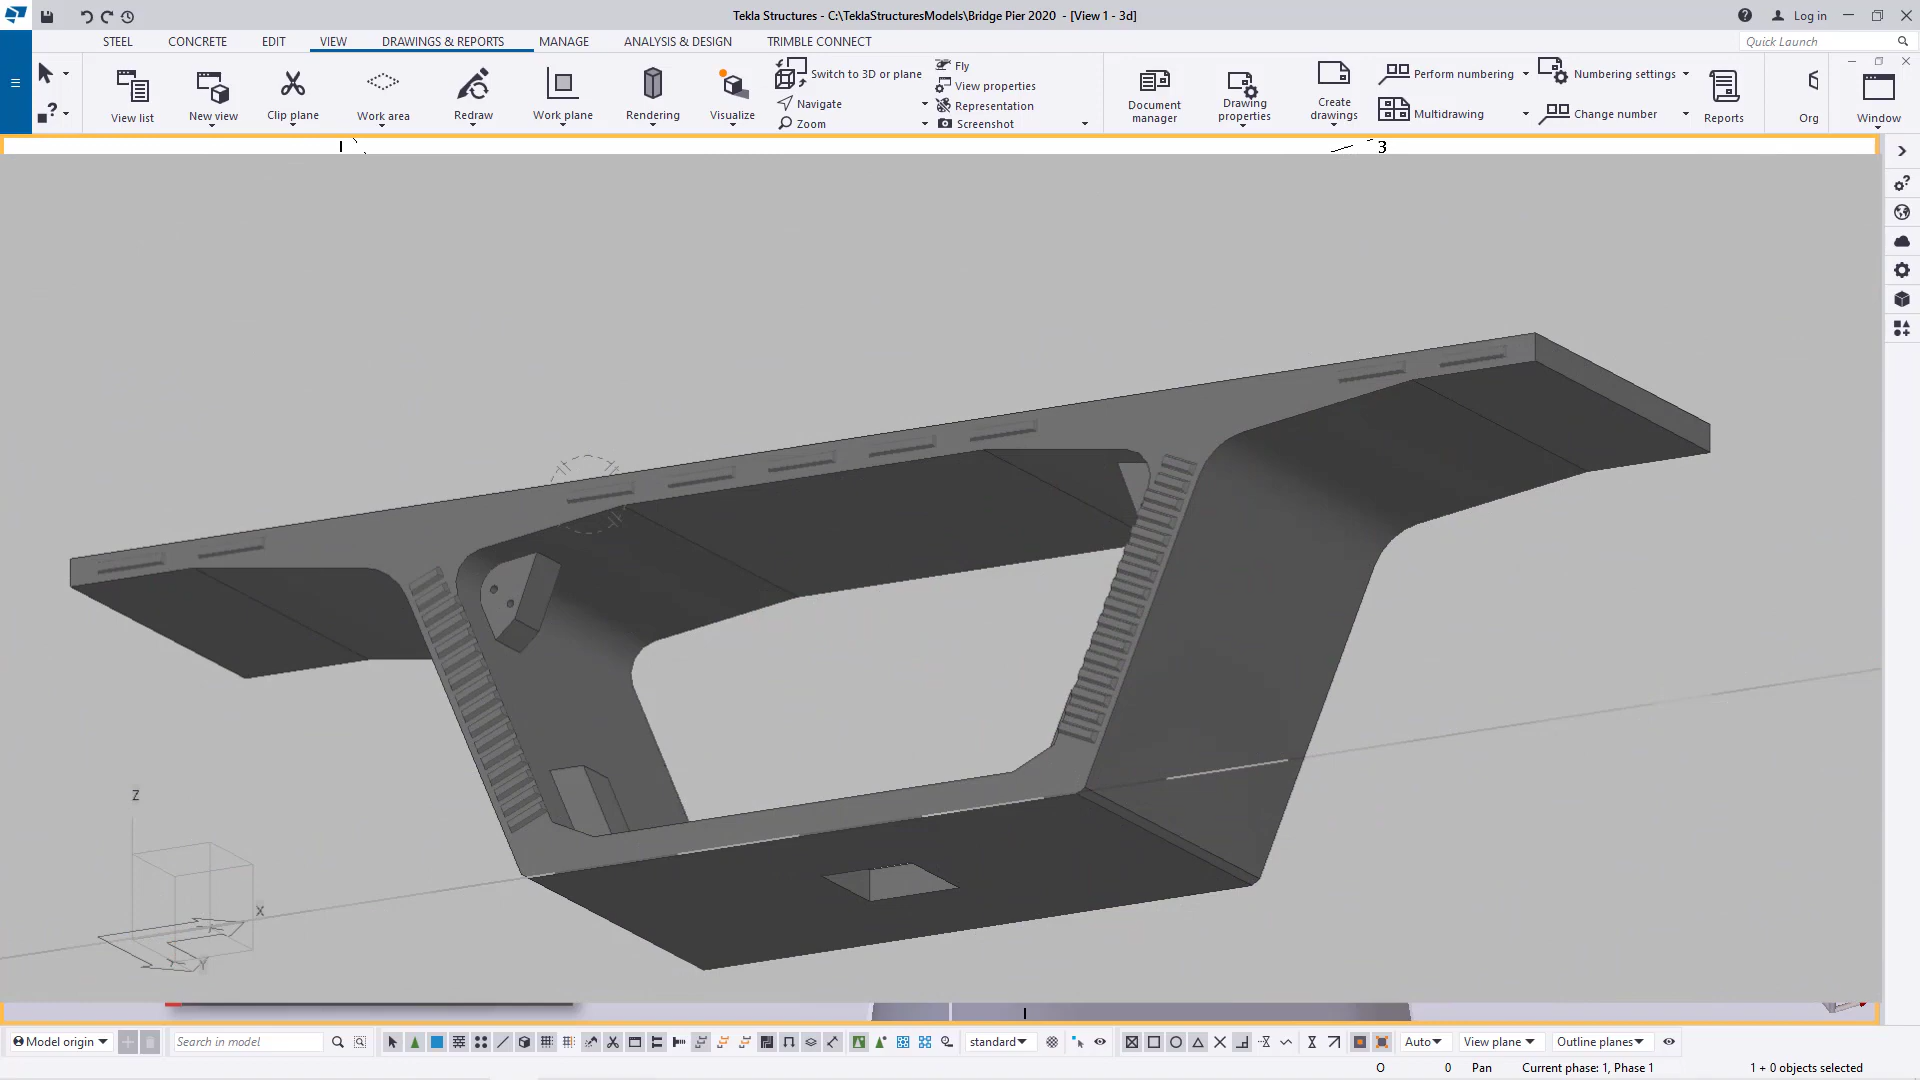 Tekla Structures - C:\TeklaStructuresModels\Bridge Pier 2020 - [View 1 - 3d]
Log in
STEEL CONCRETE EDIT VIEW DRAWINGS & REPORTS MANAGE ANALYSIS & DESIGN TRIMBLE CONNECT
Quick Launch
View list
New view
Clip plane
Work area
Redraw
Work plane
Rendering
Visualize
Switch to 3D or plane
Navigate
Zoom
Fly
View properties
Representation
Screenshot
Document
manager
Drawing
properties
Create
drawings
Perform numbering
Multidrawing
Numbering settings
Change number
Reports
Org
Window
3
Z
X
Y
Model origin
Search in model
standard
Auto
View plane
Outline planes
O 0 Pan Current phase: 1, Phase 1 1 + 0 objects selected